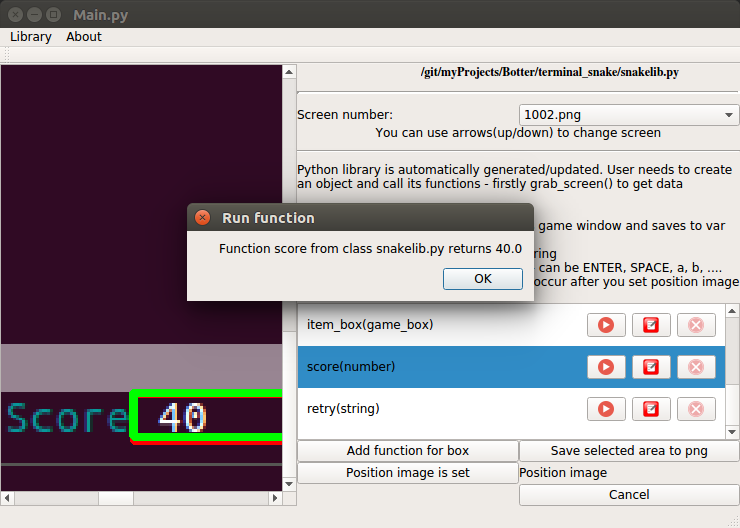 Main.py
Library About
/git/myProjects/Botter/terminal_snake/snakelib.py
Screen number:
1002.png
You can use arrows(up/down) to change screen
Python library is automatically generated/updated. User needs to create
an object and call its functions - firstly grab_screen() to get data
Run function
game window and saves to var
Function score from class snakelib.py returns 40.0
ring
can be ENTER, SPACE, a, b, ....
OK
occur after you set position image
item_box(game_box)
score(number)
Score 40
retry(string)
Add function for box
Save selected area to png
Position image is set
Position image
Cancel